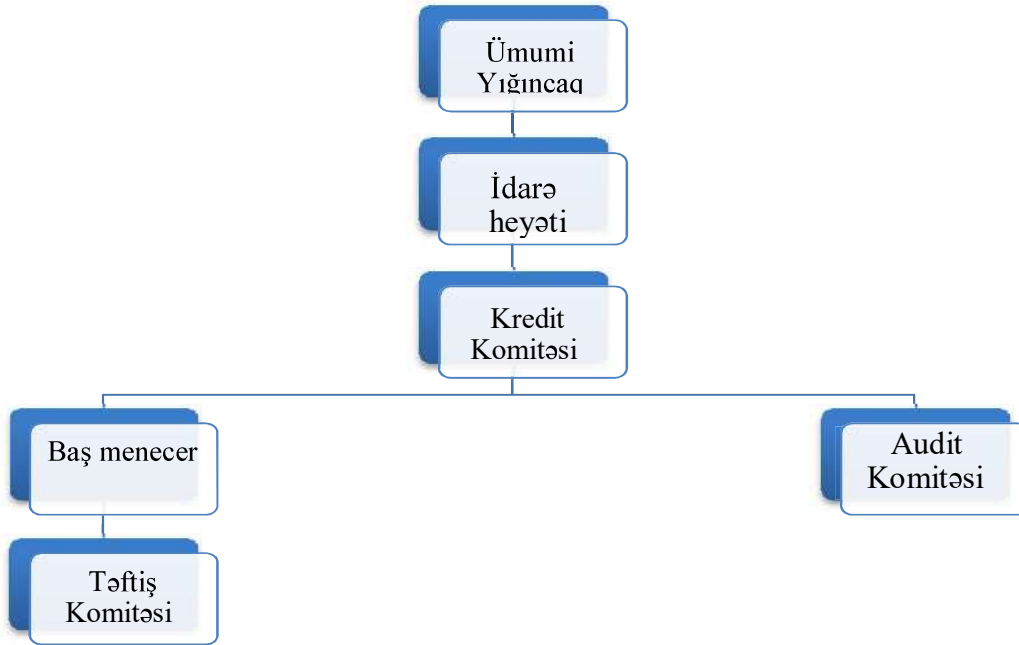 Ümumi
Yığıncaq
İdarə
heyəti
Kredit
Komitəsi
Baş menecer
Audit
Komitəsi
Təftiş
Komitəsi